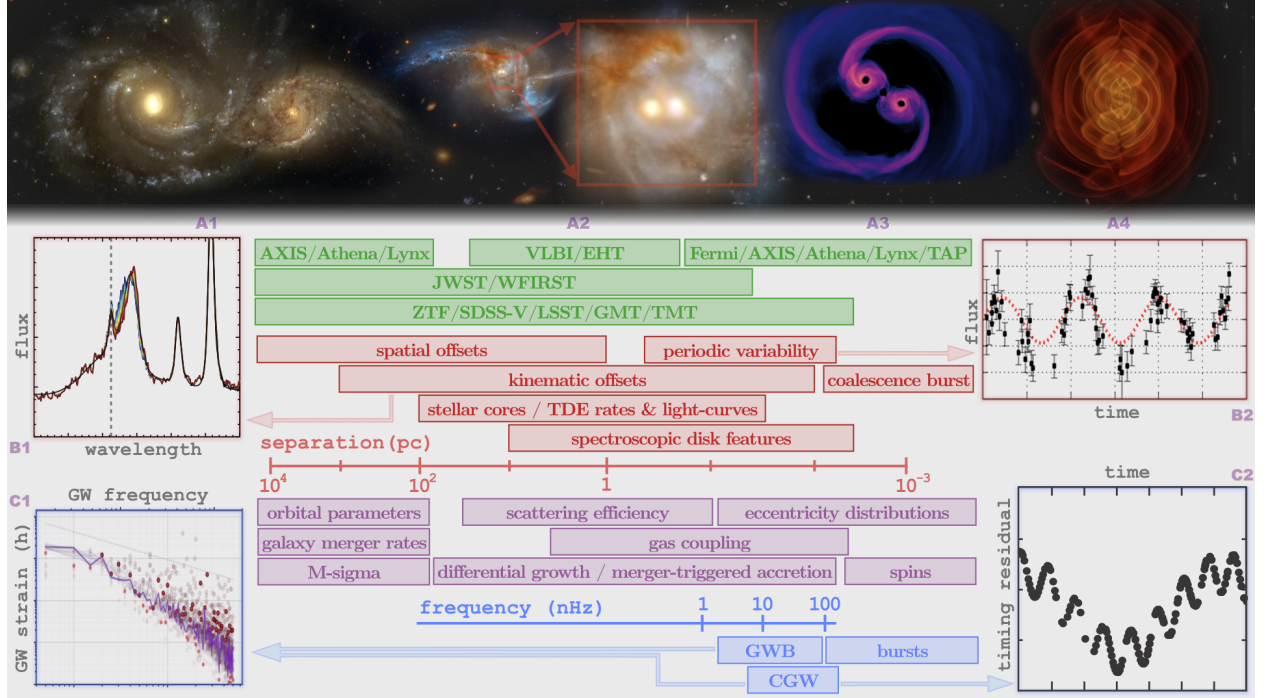 A1
A2
A3
A4
AXIS/Athena/Lynx
VLBI/EHT
Fermi/AXIS/Athena/Lynx/TAP
JWST/WFIRST
ZTF/SDSS-V/LSST/GMT/TMT
flux
wavelength
B1
spatial offsets
periodic variability
kinematic offsets
coalescence burst
stellar cores / TDE rates & light-curves
spectroscopic disk features
flux
time
B2
separation(pc)
10⁴
10²
1
10⁻³
C1
GW frequency
GW strain (h)
orbital parameters
scattering efficiency
eccentricity distributions
galaxy merger rates
gas coupling
M-sigma
differential growth / merger-triggered accretion
spins
frequency (nHz)
1
10
100
GWB
bursts
CGW
time
C2
timing residual